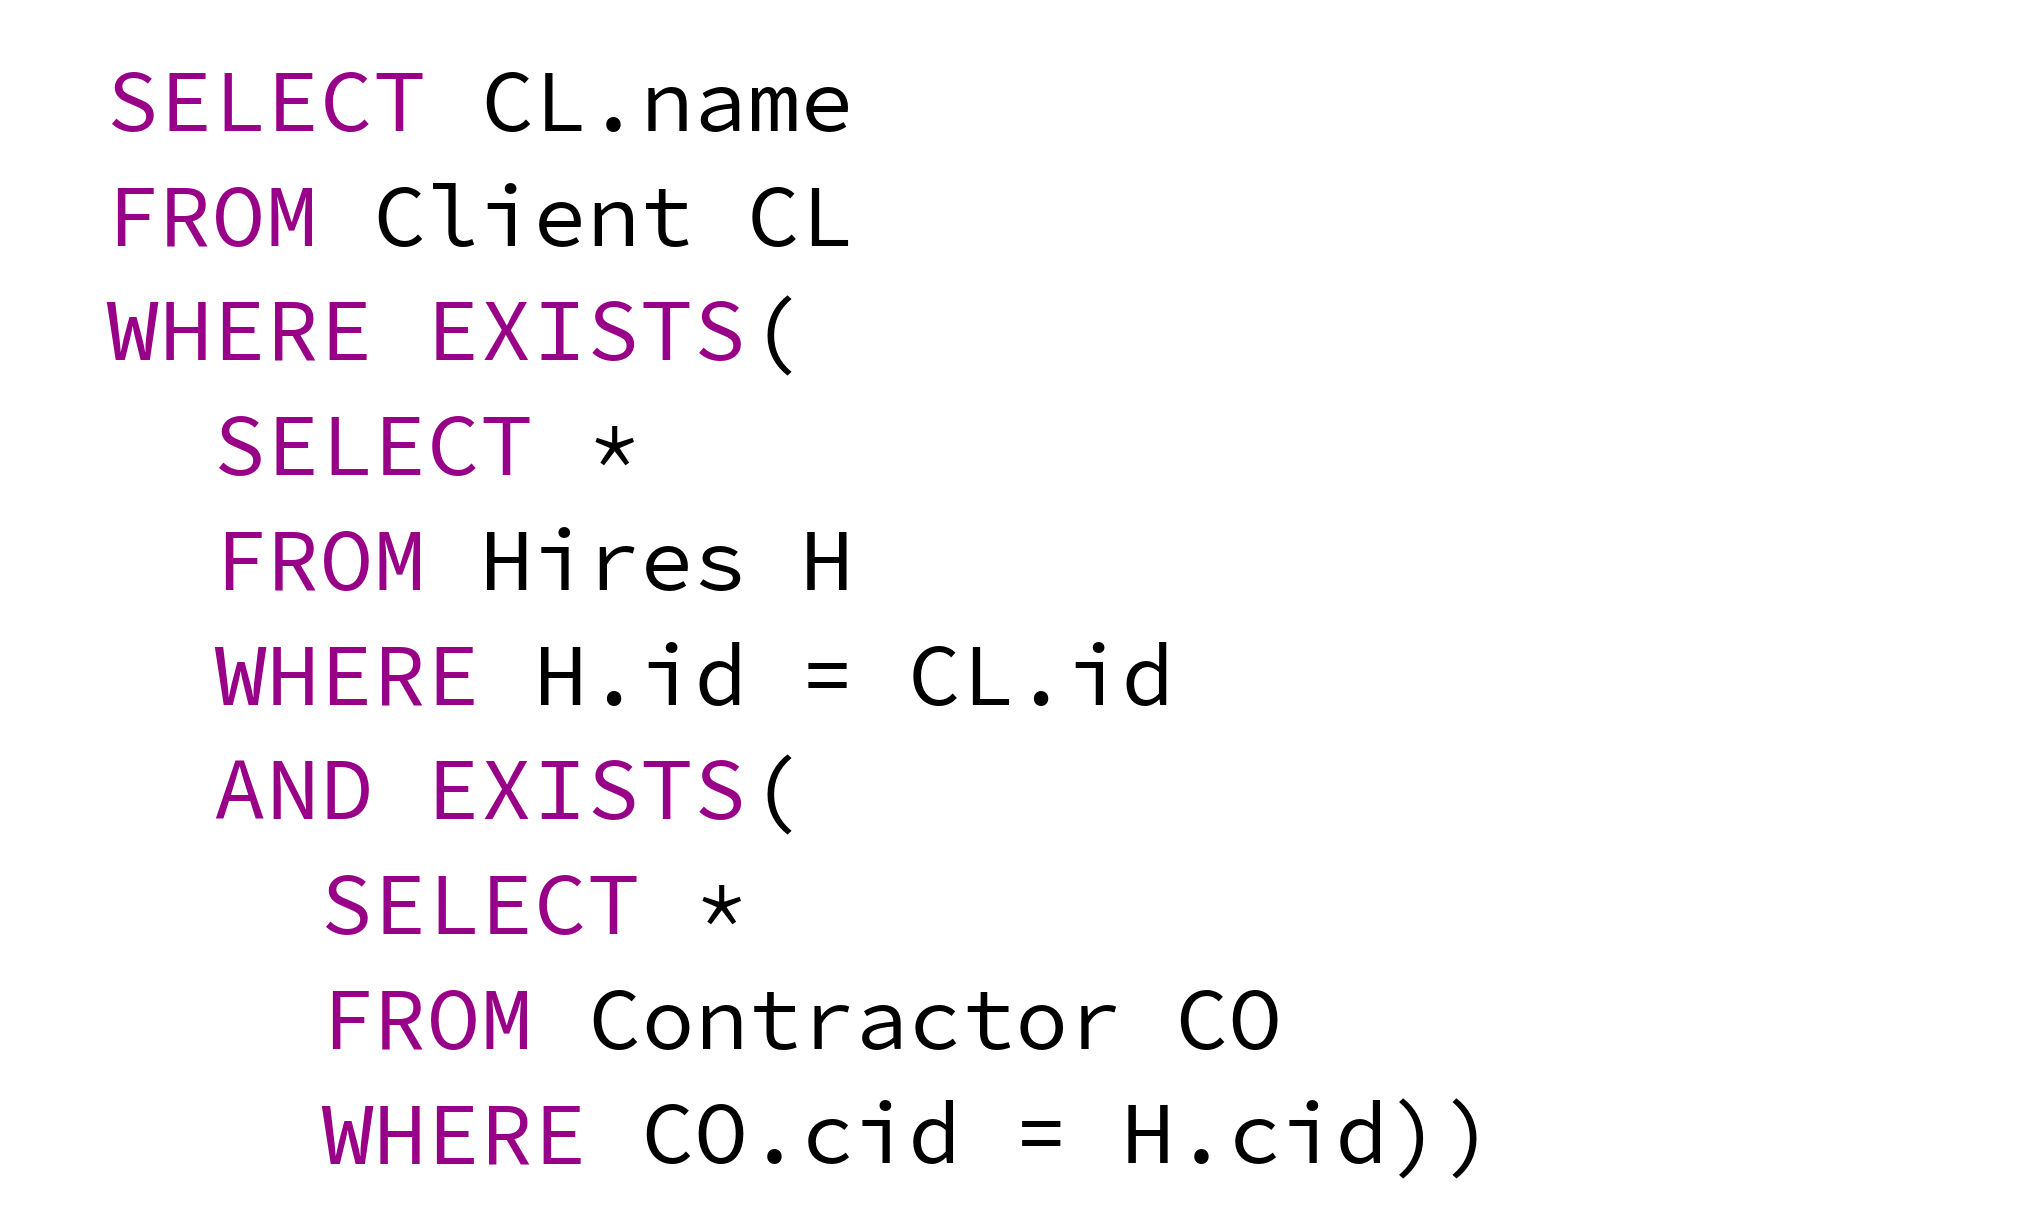 SELECT CL.name
FROM Client CL
WHERE EXISTS(
  SELECT *
  FROM Hires H
  WHERE H.id = CL.id
  AND EXISTS(
    SELECT *
    FROM Contractor CO
    WHERE CO.cid = H.cid))